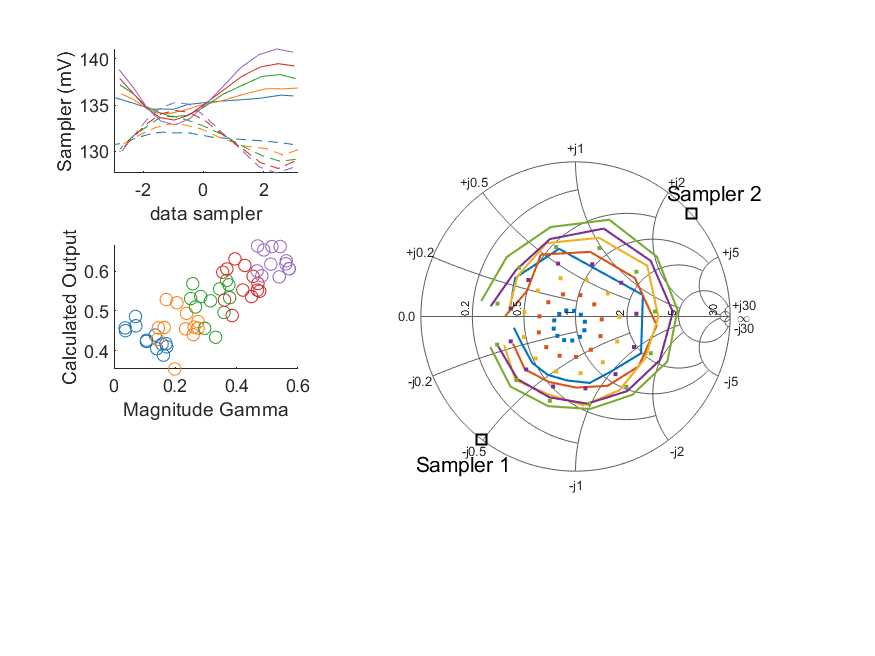 140
135
130
Sampler (mV)
-2 0 2
data sampler
0.6
0.5
0.4
Calculated Output
0 0.2 0.4 0.6
Magnitude Gamma
+j1
+j0.5
+j2
Sampler 2
+j0.2
+j5
0.0
0.2
0.5
1
2
5
30
+j30
∞
-j30
-j0.2
-j5
-j0.5
-j2
Sampler 1
-j1